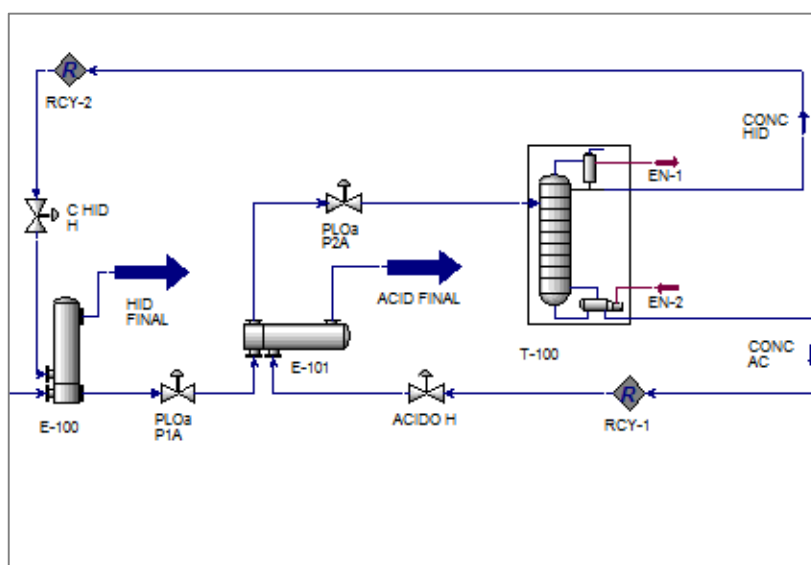 R
RCY-2
CONC
HID
EN-1
C HID
H
PLOa
P2A
HID
FINAL
ACID FINAL
EN-2
E-101
T-100
CONC
AC
E-100
PLOa
P1A
ACIDO H
R
RCY-1